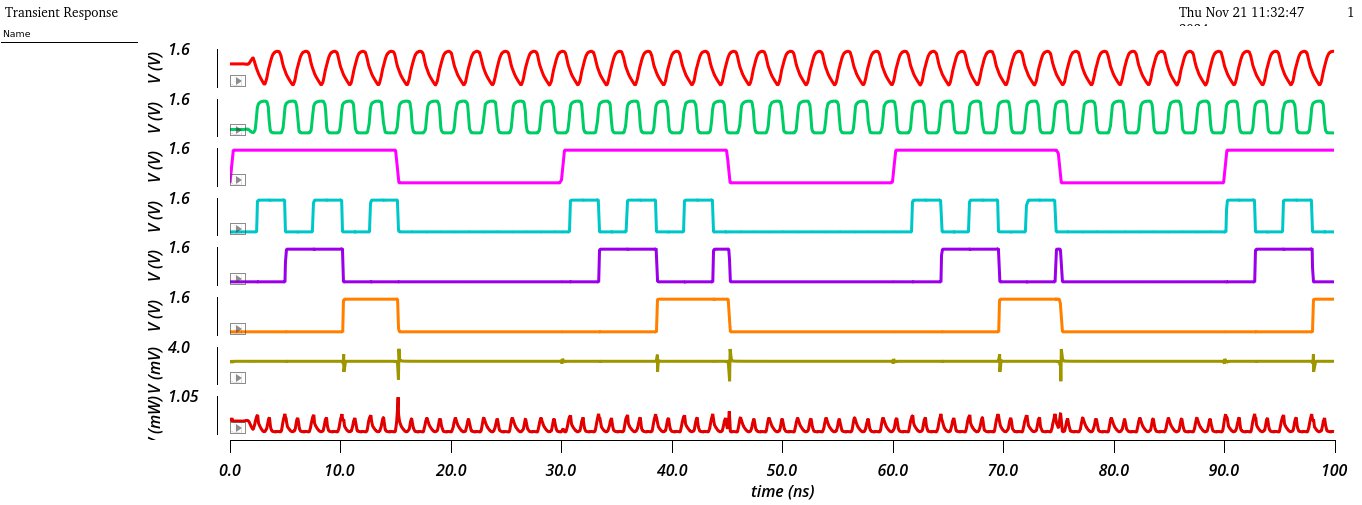 Transient Response
Thu Nov 21 11:32:47 1
2024
Name
V (V) 1.6
V (V) 1.6
V (V) 1.6
V (V) 1.6
V (V) 1.6
V (V) 1.6
V (mV) 4.0
(mW) 1.05
0.0 10.0 20.0 30.0 40.0 50.0 60.0 70.0 80.0 90.0 100
time (ns)